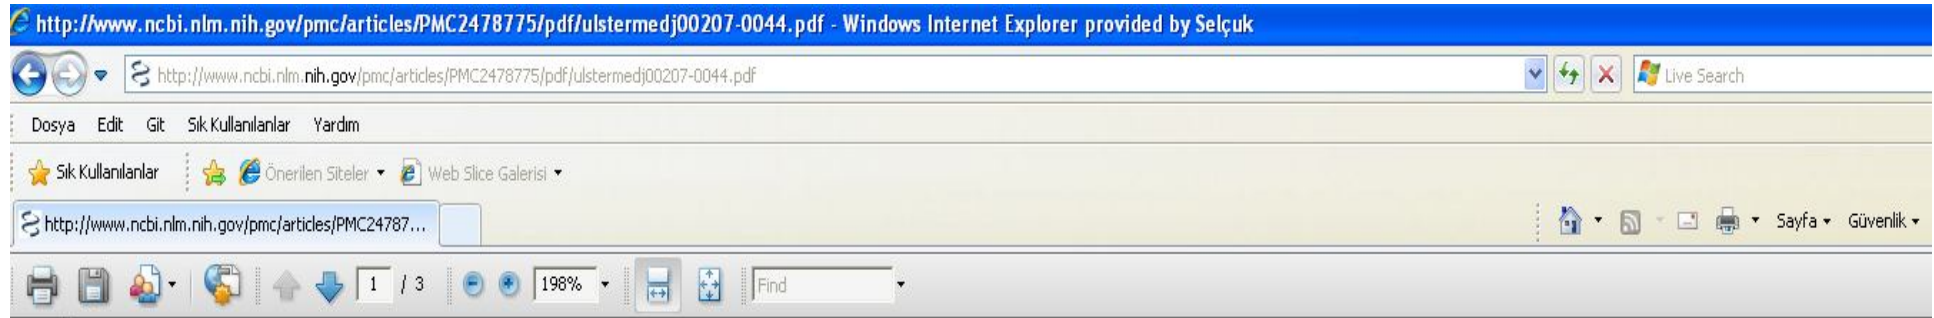 http://www.ncbi.nlm.nih.gov/pmc/articles/PMC2478775/pdf/ulstermedj00207-0044.pdf - Windows Internet Explorer provided by Selçuk
http://www.ncbi.nlm.nih.gov/pmc/articles/PMC2478775/pdf/ulstermedj00207-0044.pdf Live Search
Dosya Edit Git Sık Kullanılanlar Yardım
Sık Kullanılanlar Önerilen Siteler Web Slice Galerisi
http://www.ncbi.nlm.nih.gov/pmc/articles/PMC24787... Sayfa Güvenlik
1 / 3 198% Find